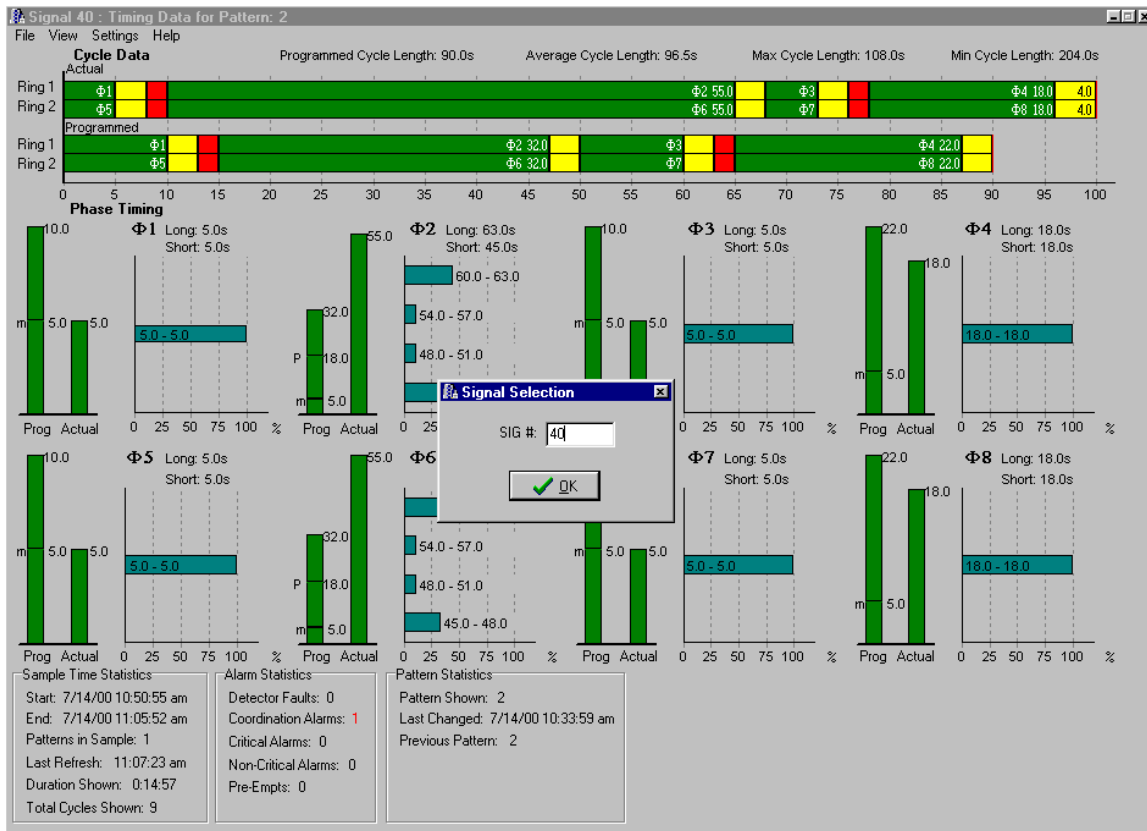 Signal 40 : Timing Data for Pattern: 2
File View Settings Help
Cycle Data Programmed Cycle Length: 90.0s Average Cycle Length: 96.5s Max Cycle Length: 108.0s Min Cycle Length: 204.0s
Actual
Ring 1 Φ1 Φ2 55.0 Φ3 Φ4 18.0 4.0
Ring 2 Φ5 Φ6 55.0 Φ7 Φ8 18.0 4.0
Programmed
Ring 1 Φ1 Φ2 32.0 Φ3 Φ4 22.0
Ring 2 Φ5 Φ6 32.0 Φ7 Φ8 22.0
0 5 10 15 20 25 30 35 40 45 50 55 60 65 70 75 80 85 90 95 100
Phase Timing
10.0 Φ1 Long: 5.0s 55.0 Φ2 Long: 63.0s 10.0 Φ3 Long: 5.0s 22.0 Φ4 Long: 18.0s
Short: 5.0s Short: 45.0s Short: 5.0s Short: 18.0s
18.0
60.0 - 63.0
32.0 54.0 - 57.0
m 5.0 5.0 5.0 - 5.0 m 5.0 5.0 5.0 - 5.0 18.0 - 18.0
P 18.0 48.0 - 51.0
m 5.0
m 5.0
Signal Selection
SIG #: 40
OK
Prog Actual 0 25 50 75 100 % Prog Actual 0 25 % Prog Actual 0 25 50 75 100 %
10.0 Φ5 Long: 5.0s 55.0 Φ6 Φ7 Long: 5.0s 22.0 Φ8 Long: 18.0s
Short: 5.0s Short: 5.0s Short: 18.0s
18.0
32.0 54.0 - 57.0
m 5.0 5.0 5.0 - 5.0 m 5.0 5.0 5.0 - 5.0 18.0 - 18.0
P 18.0 48.0 - 51.0
m 5.0
m 5.0 45.0 - 48.0
Prog Actual 0 25 50 75 100 % Prog Actual 0 25 50 75 100 % Prog Actual 0 25 50 75 100 % Prog Actual 0 25 50 75 100 %
Sample Time Statistics
Start: 7/14/00 10:50:55 am
End: 7/14/00 11:05:52 am
Patterns in Sample: 1
Last Refresh: 11:07:23 am
Duration Shown: 0:14:57
Total Cycles Shown: 9
Alarm Statistics
Detector Faults: 0
Coordination Alarms: 1
Critical Alarms: 0
Non-Critical Alarms: 0
Pre-Empts: 0
Pattern Statistics
Pattern Shown: 2
Last Changed: 7/14/00 10:33:59 am
Previous Pattern: 2